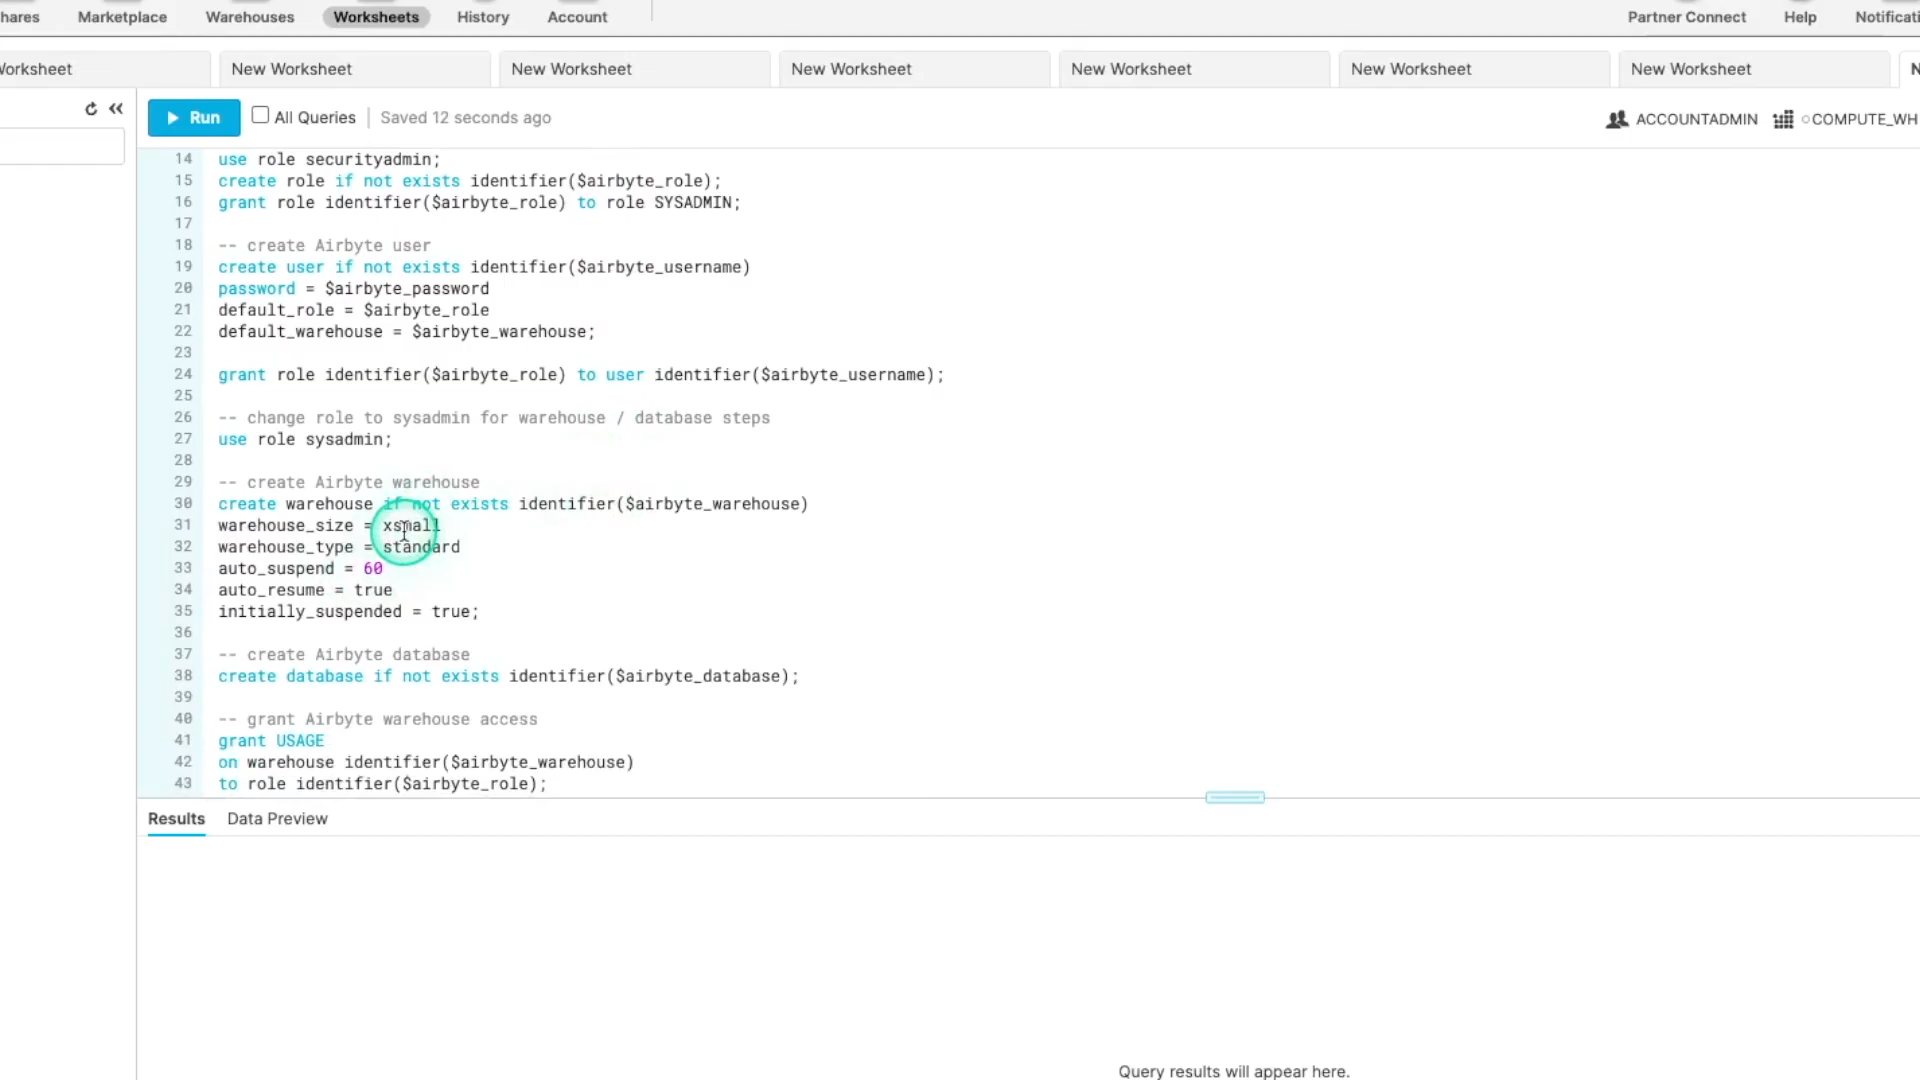 hares Marketplace Warehouses Worksheets History Account Partner Connect Help Notificati
Worksheet New Worksheet New Worksheet New Worksheet New Worksheet New Worksheet New Worksheet N
Run All Queries Saved 12 seconds ago ACCOUNTADMIN COMPUTE_WH
14 use role securityadmin;
15 create role if not exists identifier($airbyte_role);
16 grant role identifier($airbyte_role) to role SYSADMIN;
17
18 -- create Airbyte user
19 create user if not exists identifier($airbyte_username)
20 password = $airbyte_password
21 default_role = $airbyte_role
22 default_warehouse = $airbyte_warehouse;
23
24 grant role identifier($airbyte_role) to user identifier($airbyte_username);
25
26 -- change role to sysadmin for warehouse / database steps
27 use role sysadmin;
28
29 -- create Airbyte warehouse
30 create warehouse if not exists identifier($airbyte_warehouse)
31 warehouse_size = xsmall
32 warehouse_type = standard
33 auto_suspend = 60
34 auto_resume = true
35 initially_suspended = true;
36
37 -- create Airbyte database
38 create database if not exists identifier($airbyte_database);
39
40 -- grant Airbyte warehouse access
41 grant USAGE
42 on warehouse identifier($airbyte_warehouse)
43 to role identifier($airbyte_role);
Results Data Preview
Query results will appear here.